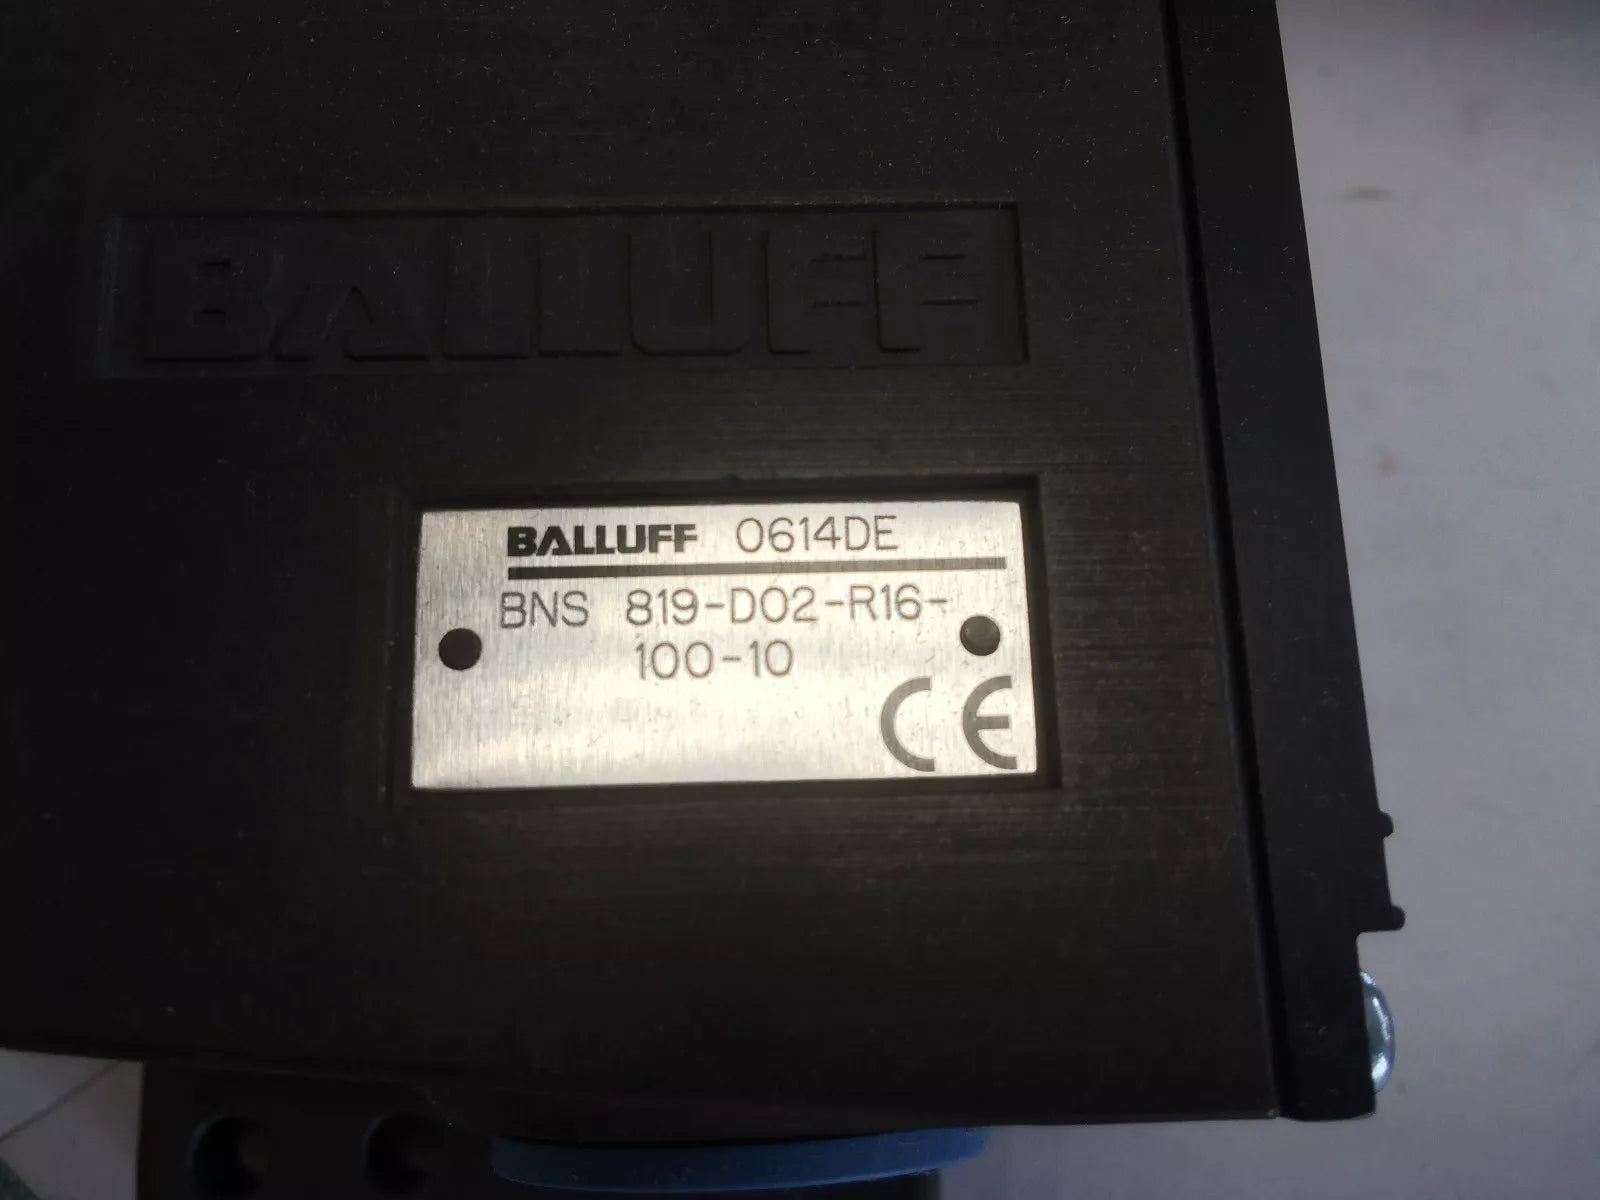 BALLUFF
BALLUFF 0614DE
BNS 819-D02-R16-
100-10
CE